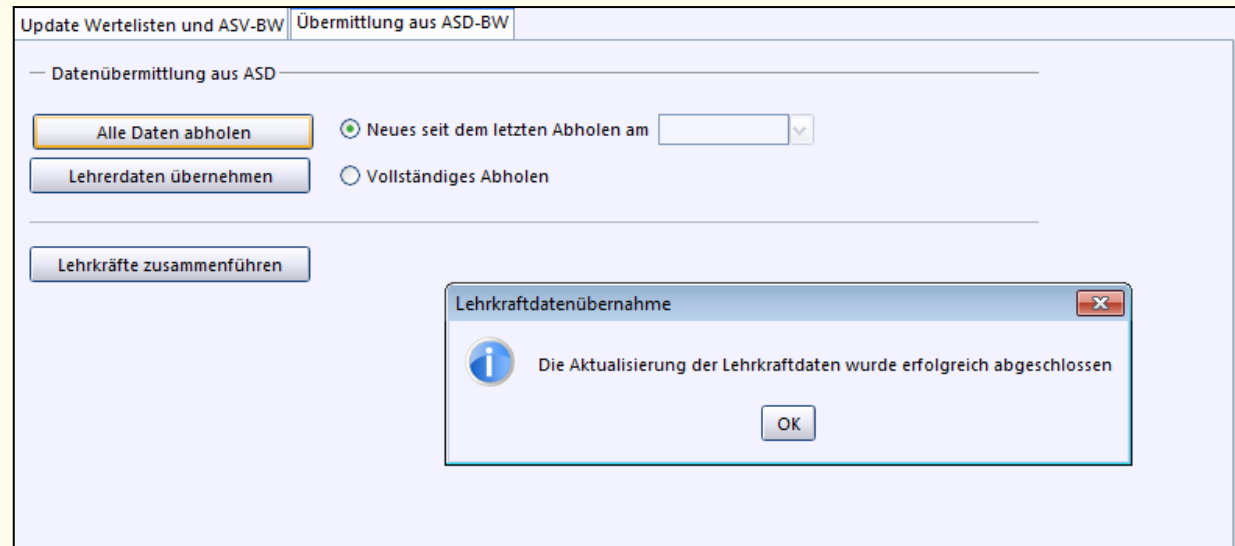 Update Wertelisten und ASV-BW Übermittlung aus ASD-BW
Datenübermittlung aus ASD
Alle Daten abholen Neues seit dem letzten Abholen am
Lehrerdaten übernehmen Vollständiges Abholen
Lehrkräfte zusammenführen
Lehrkraftdatenübernahme
Die Aktualisierung der Lehrkraftdaten wurde erfolgreich abgeschlossen
OK